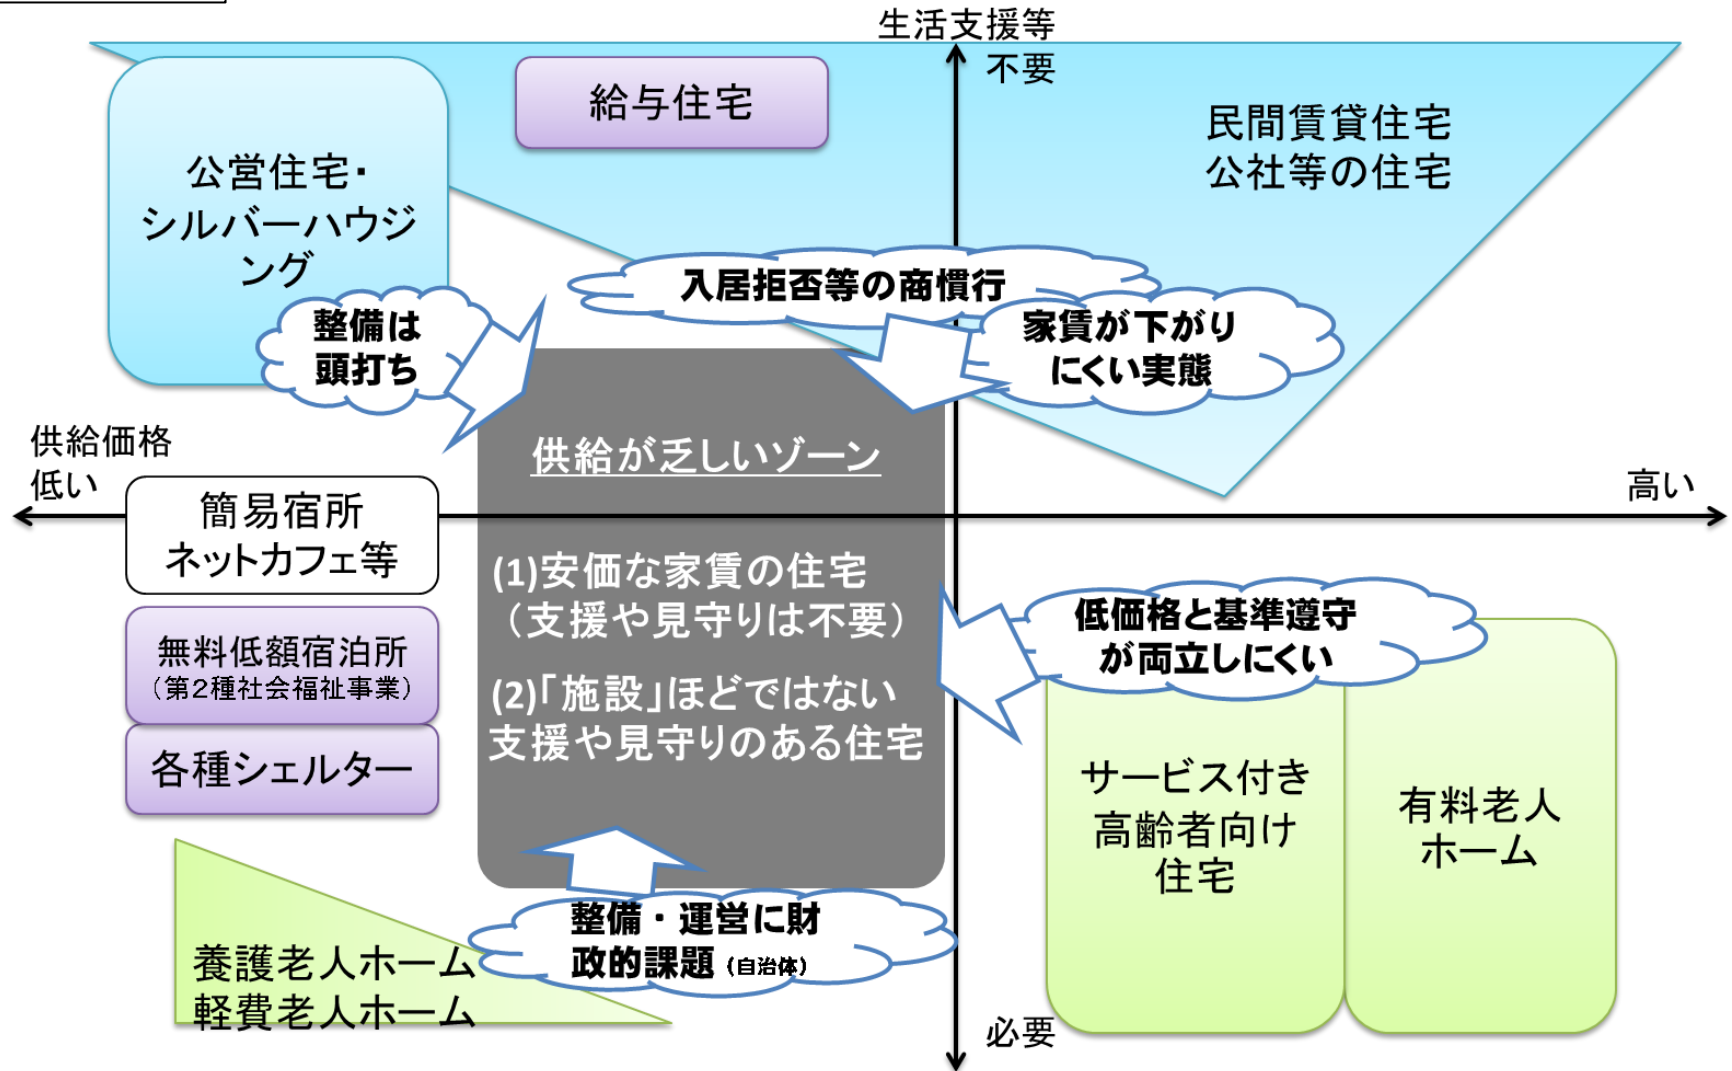 生活支援等
不要
給与住宅
民間賃貸住宅
公社等の住宅
公営住宅・
シルバーハウジ
ング
入居拒否等の商慣行
整備は
頭打ち
家賃が下がり
にくい実態
供給価格
低い
高い
供給が乏しいゾーン
簡易宿所
ネットカフェ等
(1)安価な家賃の住宅
（支援や見守りは不要）
(2)「施設」ほどではない
支援や見守りのある住宅
低価格と基準遵守
が両立しにくい
無料低額宿泊所
（第２種社会福祉事業）
各種シェルター
サービス付き
高齢者向け
住宅
有料老人
ホーム
整備・運営に財
政的課題（自治体）
養護老人ホーム
軽費老人ホーム
必要